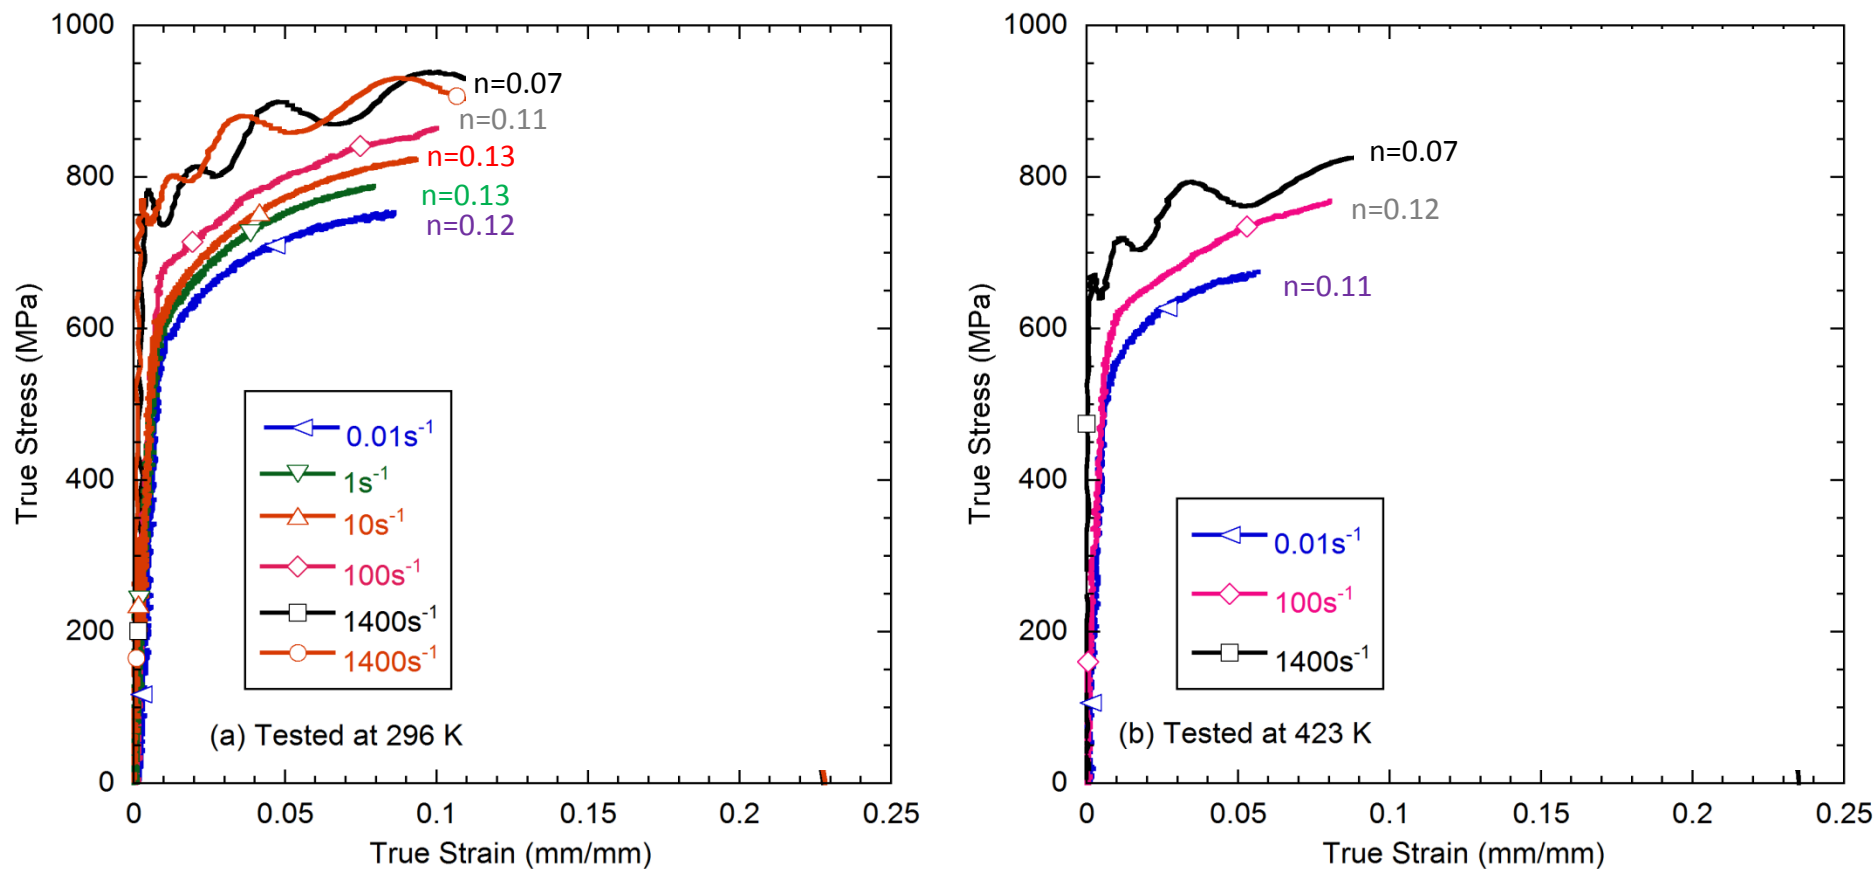 1000
800
600
400
200
0
True Stress (MPa)
n=0.07
n=0.11
n=0.13
n=0.13
n=0.12
0.01s⁻¹
1s⁻¹
10s⁻¹
100s⁻¹
1400s⁻¹
1400s⁻¹
(a) Tested at 296 K
0 0.05 0.1 0.15 0.2 0.25
True Strain (mm/mm)
1000
800
600
400
200
0
True Stress (MPa)
n=0.07
n=0.12
n=0.11
0.01s⁻¹
100s⁻¹
1400s⁻¹
(b) Tested at 423 K
0 0.05 0.1 0.15 0.2 0.25
True Strain (mm/mm)